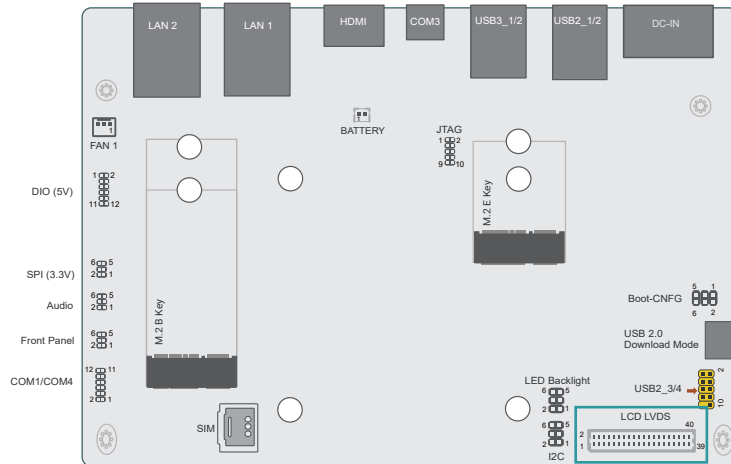 LAN 2
LAN 1
HDMI
COM3
USB3_1/2
USB2_1/2
DC-IN
1
FAN 1
1
BATTERY
JTAG
1 2
9 10
DIO (5V)
1 2
11 12
M.2 E Key
SPI (3.3V)
6 5
2 1
Audio
6 5
2 1
Front Panel
6 5
2 1
COM1/COM4
12 11
2 1
M.2 B Key
SIM
Boot-CNFG
5 1
6 2
USB 2.0
Download Mode
USB2_3/4
2
10
LED Backlight
6 5
2 1
6 5
2 1
I2C
LCD LVDS
2 40
1 39